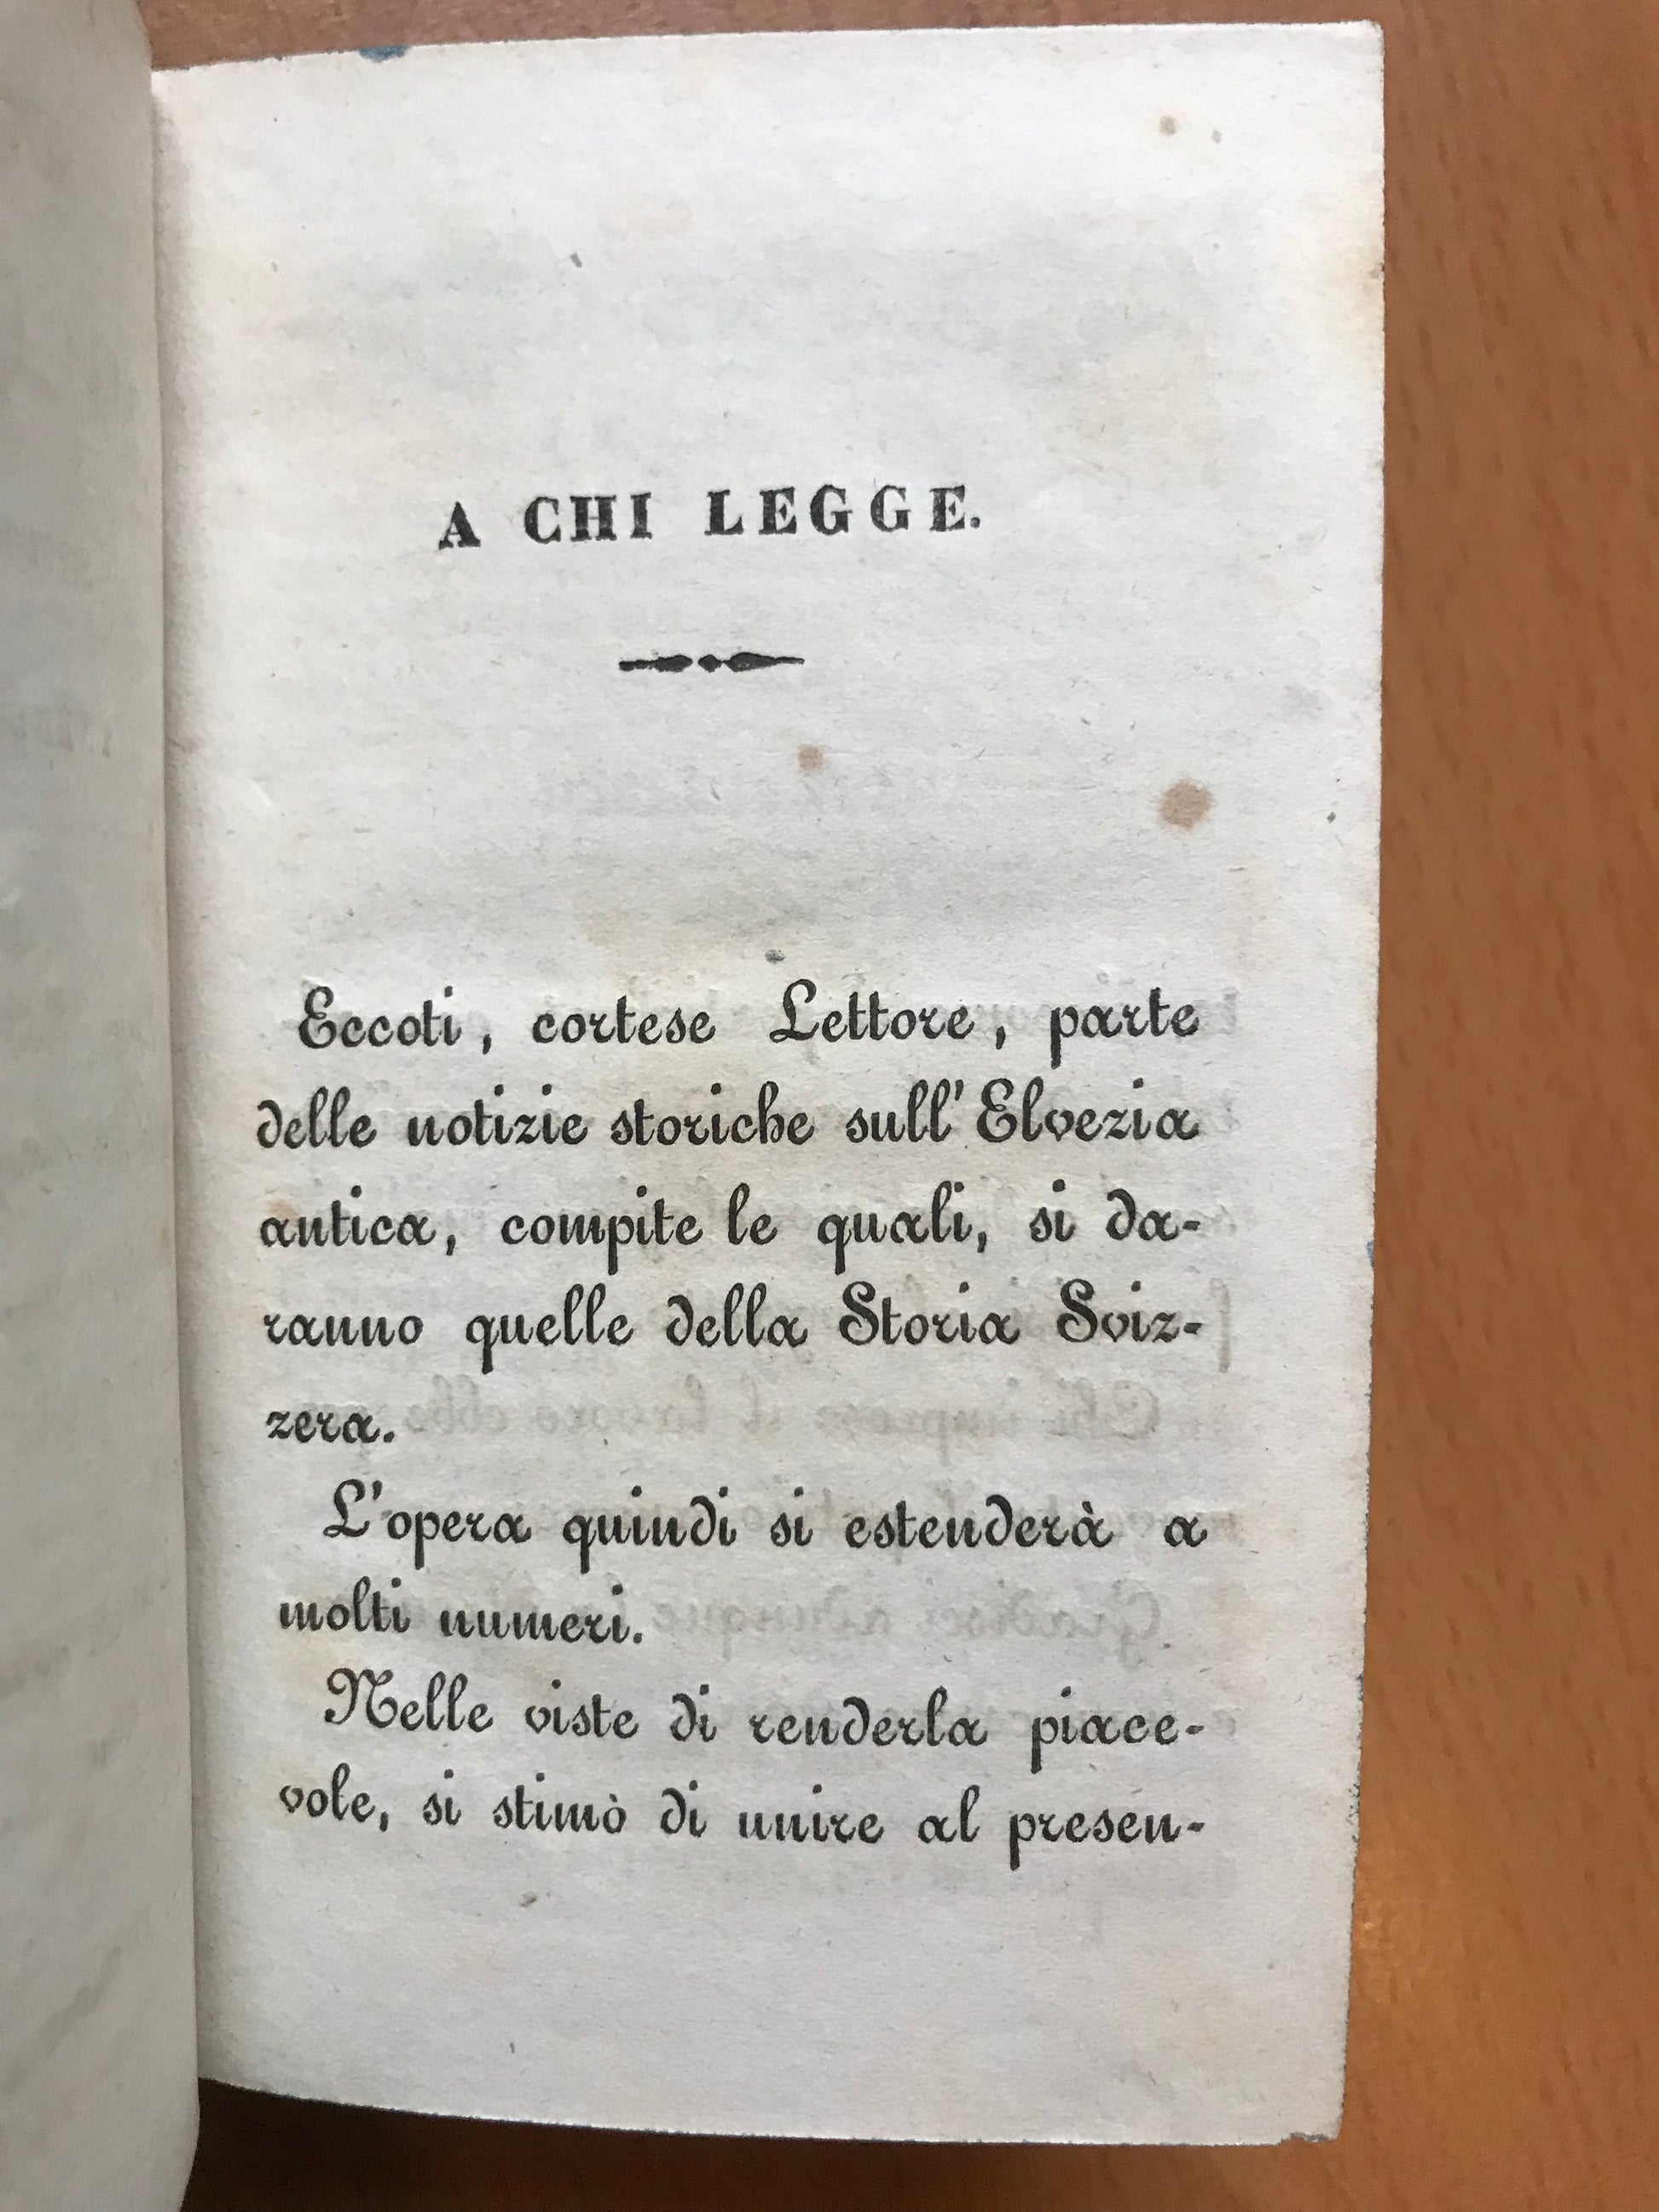 A CHI LEGGE.
Eccoti, cortese Lettore, parte
delle notizie storiche sull'Elvezia
antica, compite le quali, si da-
ranno quelle della Storia Sviz-
zera.
L'opera quindi si estenderà a
molti numeri.
Nelle viste di renderla piace-
vole, si stimò di unire al presen-